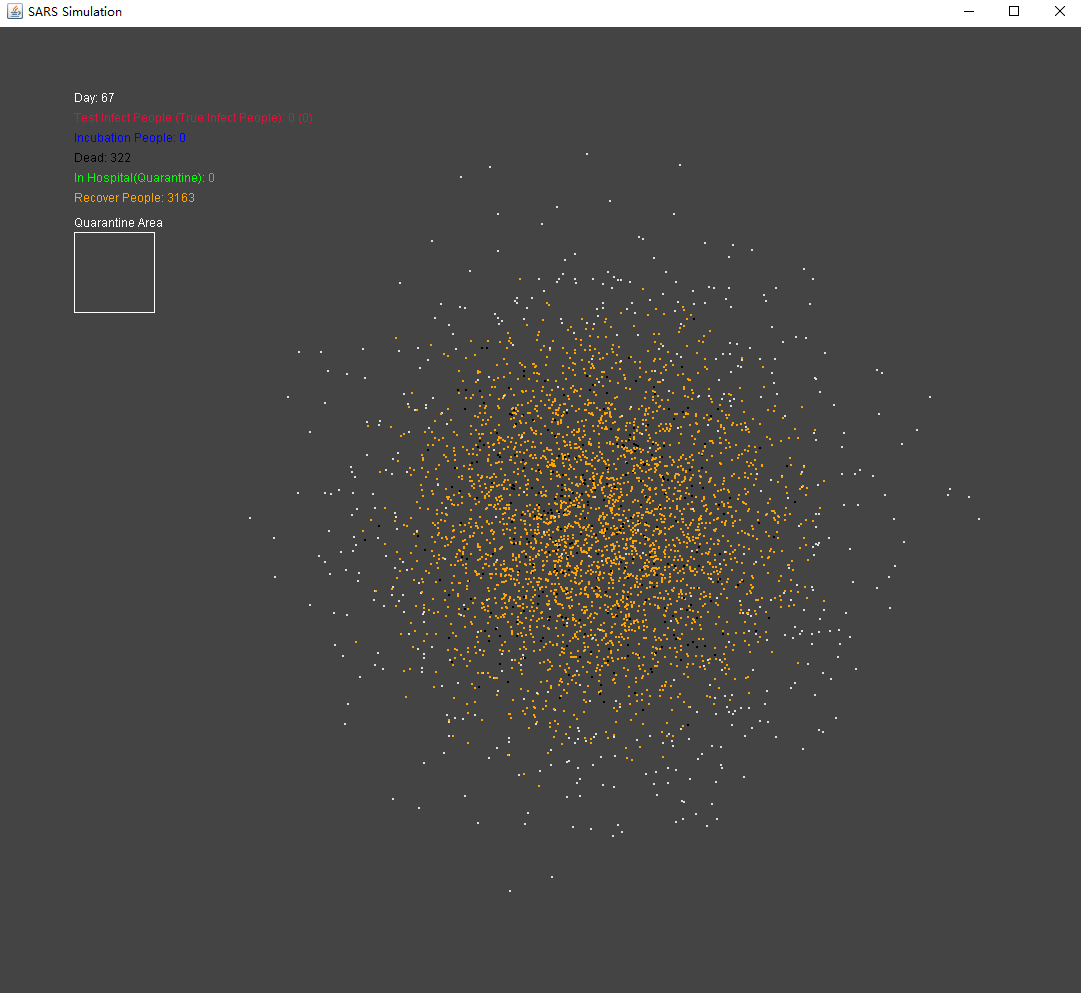 SARS Simulation
Day: 67
Test Infect People (True Infect People): 0 (0)
Incubation People: 0
Dead: 322
In Hospital(Quarantine): 0
Recover People: 3163
Quarantine Area